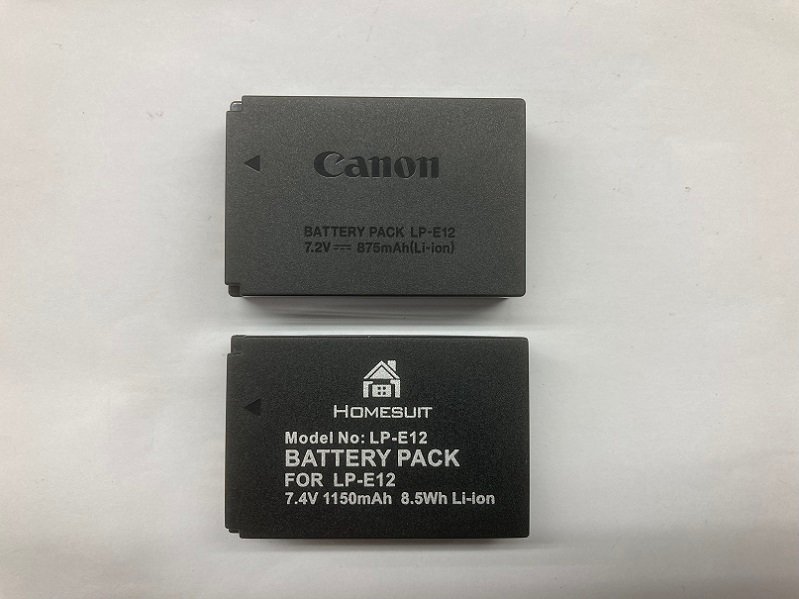 Canon
BATTERY PACK LP-E12
7.2V⎓ 875mAh(Li-ion)
HOMESUIT
Model No: LP-E12
BATTERY PACK
FOR LP-E12
7.4V 1150mAh 8.5Wh Li-ion